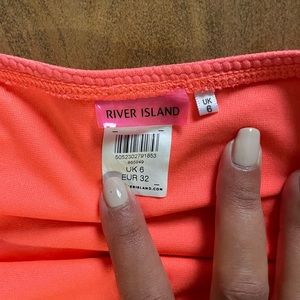 RIVER ISLAND
UK
6
5052302791853
UK 6
EUR 32